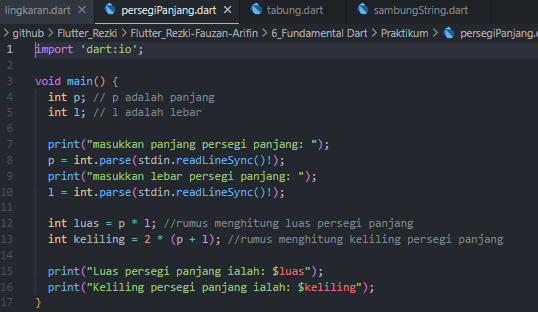 lingkaran.dart persegiPanjang.dart × tabung.dart sambungString.dart
> github > Flutter_Rezki > Flutter_Rezki-Fauzan-Arifin > 6_Fundamental Dart > Praktikum > persegiPanjang.
1 import 'dart:io';
2
3 void main() {
4 int p; // p adalah panjang
5 int l; // l adalah lebar
6
7 print("masukkan panjang persegi panjang: ");
8 p = int.parse(stdin.readLineSync()!);
9 print("masukkan lebar persegi panjang: ");
10 l = int.parse(stdin.readLineSync()!);
11
12 int luas = p * l; //rumus menghitung luas persegi panjang
13 int keliling = 2 * (p + l); //rumus menghitung keliling persegi panjang
14
15 print("Luas persegi panjang ialah: $luas");
16 print("Keliling persegi panjang ialah: $keliling");
17 }